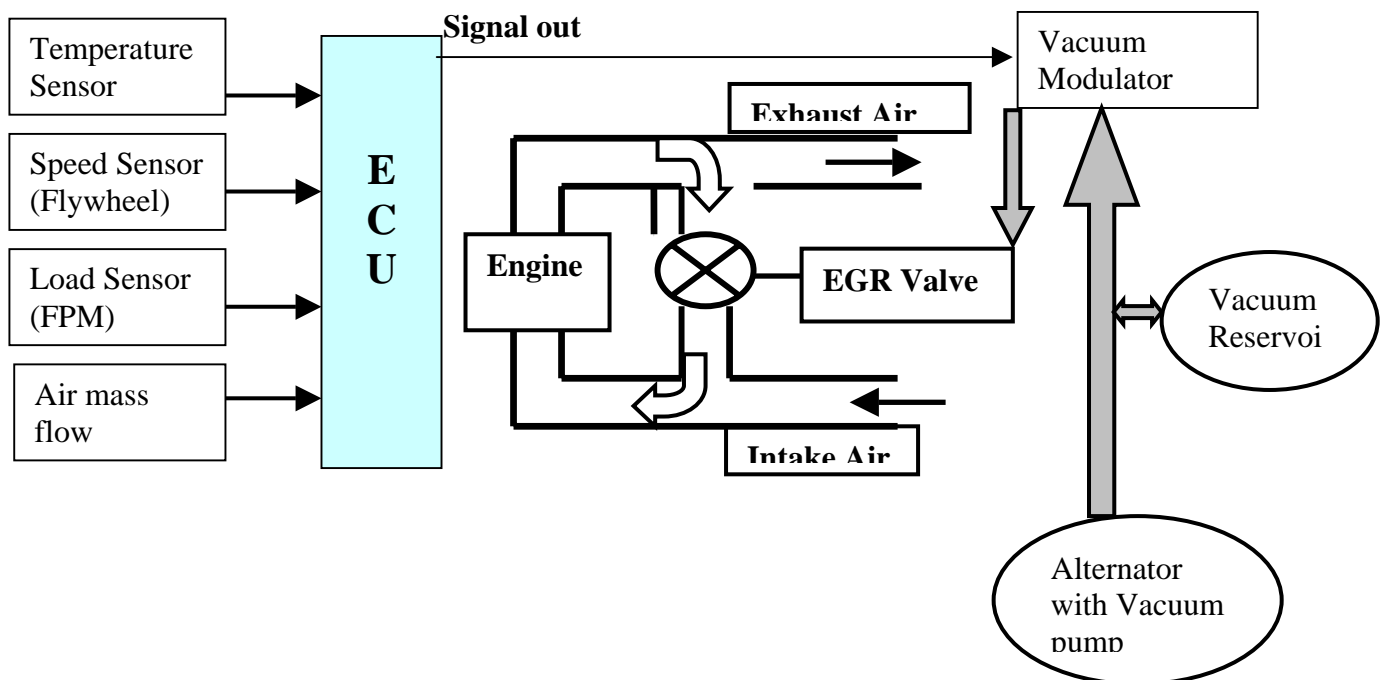 Temperature
Sensor
Speed Sensor
(Flywheel)
Load Sensor
(FPM)
Air mass
flow
E
C
U
Signal out
Exhaust Air
Engine
EGR Valve
Intake Air
Vacuum
Modulator
Vacuum
Reservoi
Alternator
with Vacuum
pump